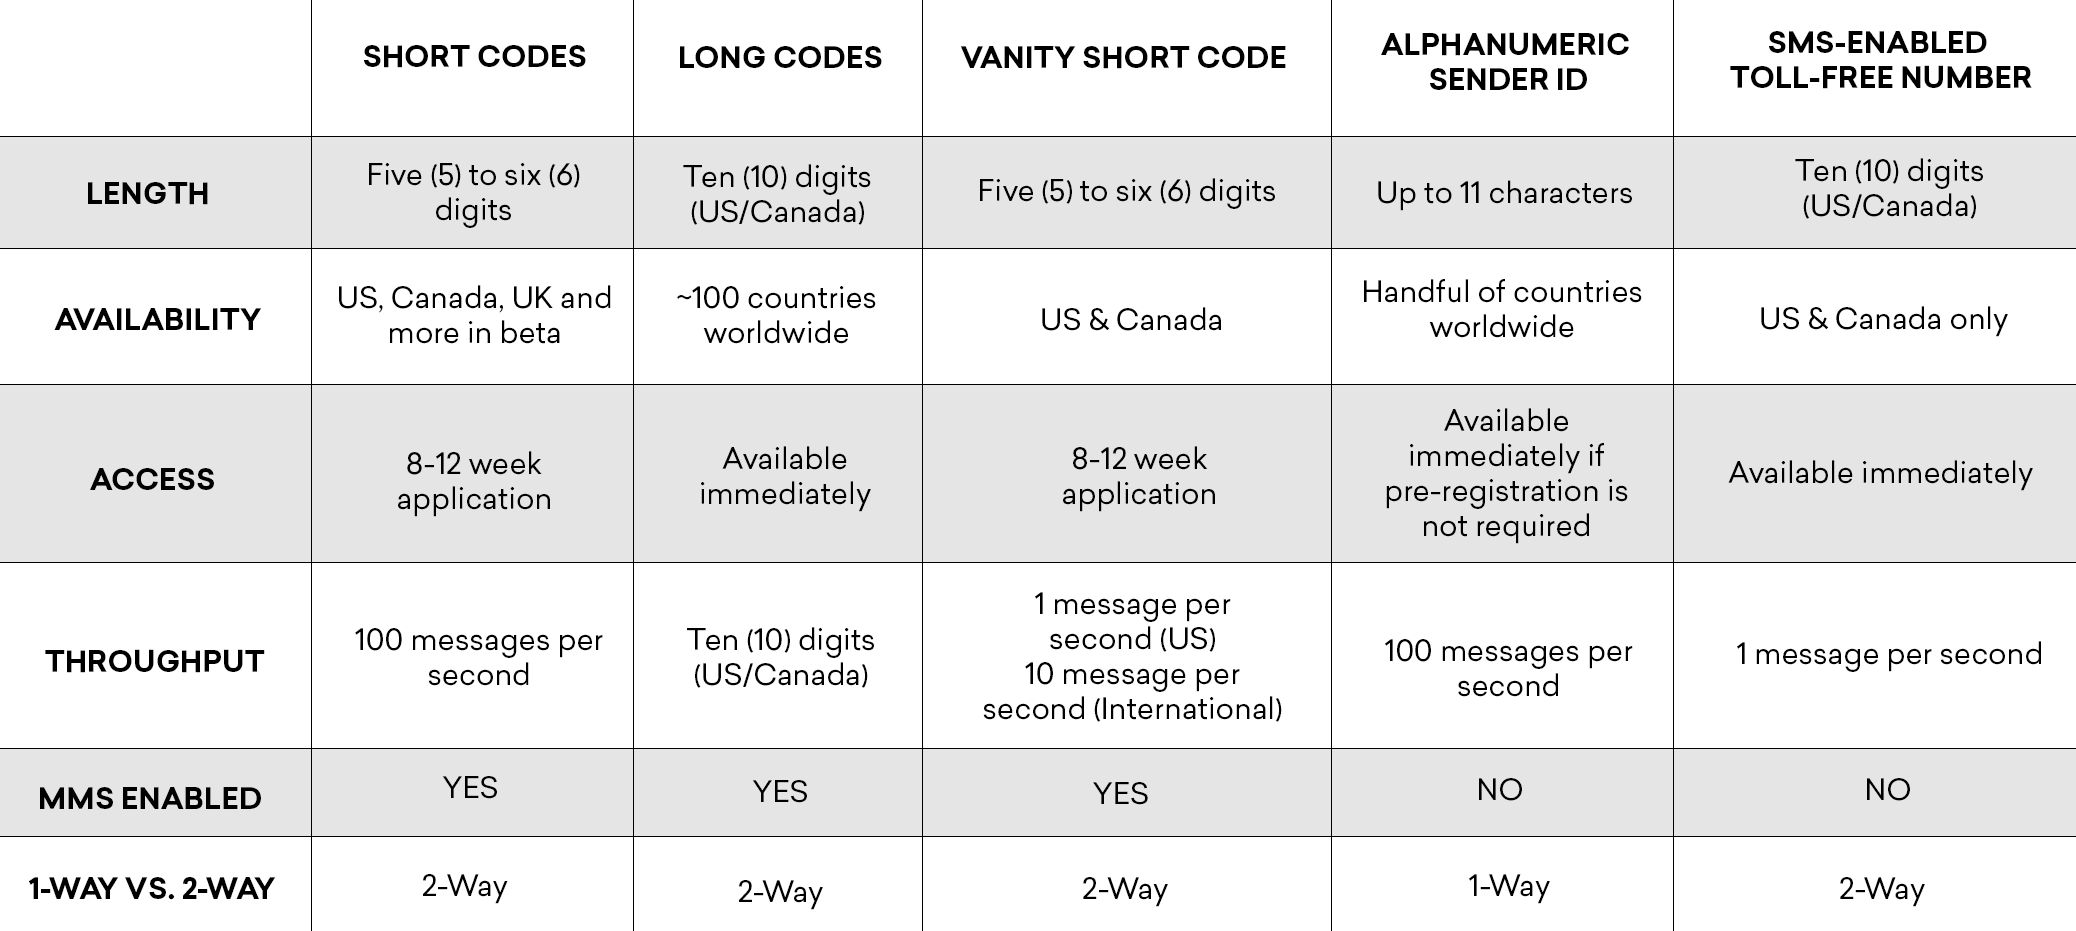 SHORT CODES
LONG CODES
VANITY SHORT CODE
ALPHANUMERIC
SENDER ID
SMS-ENABLED
TOLL-FREE NUMBER
LENGTH
Five (5) to six (6)
digits
Ten (10) digits
(US/Canada)
Five (5) to six (6) digits
Up to 11 characters
Ten (10) digits
(US/Canada)
AVAILABILITY
US, Canada, UK and
more in beta
~100 countries
worldwide
US & Canada
Handful of countries
worldwide
US & Canada only
ACCESS
8-12 week
application
Available
immediately
8-12 week
application
Available
immediately if
pre-registration is
not required
Available immediately
THROUGHPUT
100 messages per
second
Ten (10) digits
(US/Canada)
1 message per
second (US)
10 message per
second (International)
100 messages per
second
1 message per second
MMS ENABLED
YES
YES
YES
NO
NO
1-WAY VS. 2-WAY
2-Way
2-Way
2-Way
1-Way
2-Way